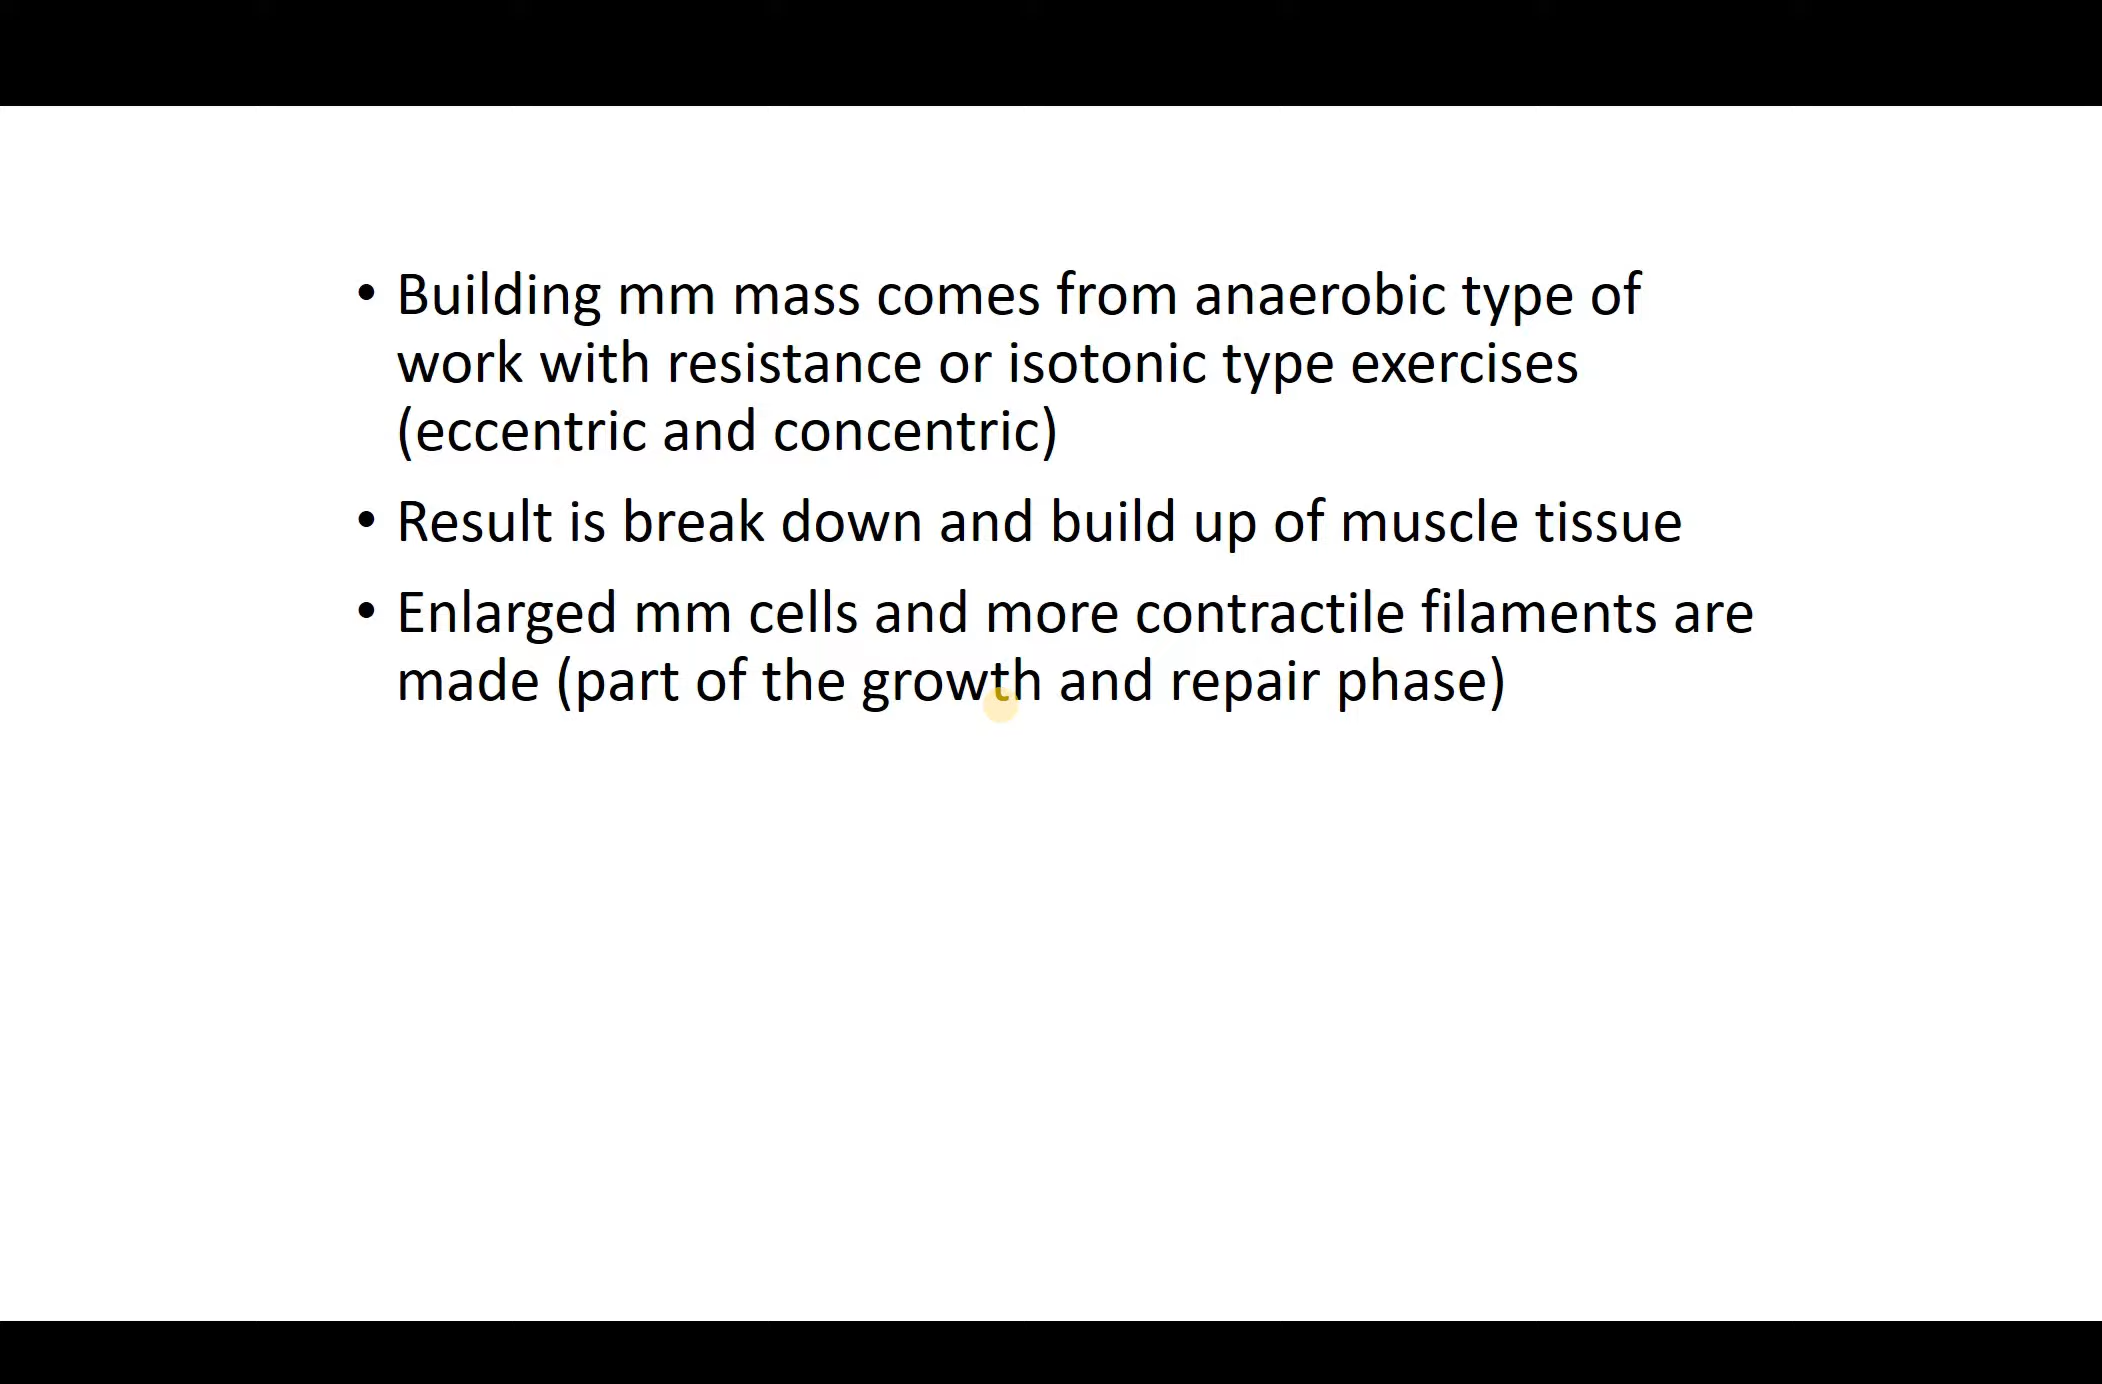 • Building mm mass comes from anaerobic type of
work with resistance or isotonic type exercises
(eccentric and concentric)
• Result is break down and build up of muscle tissue
• Enlarged mm cells and more contractile filaments are
made (part of the growth and repair phase)